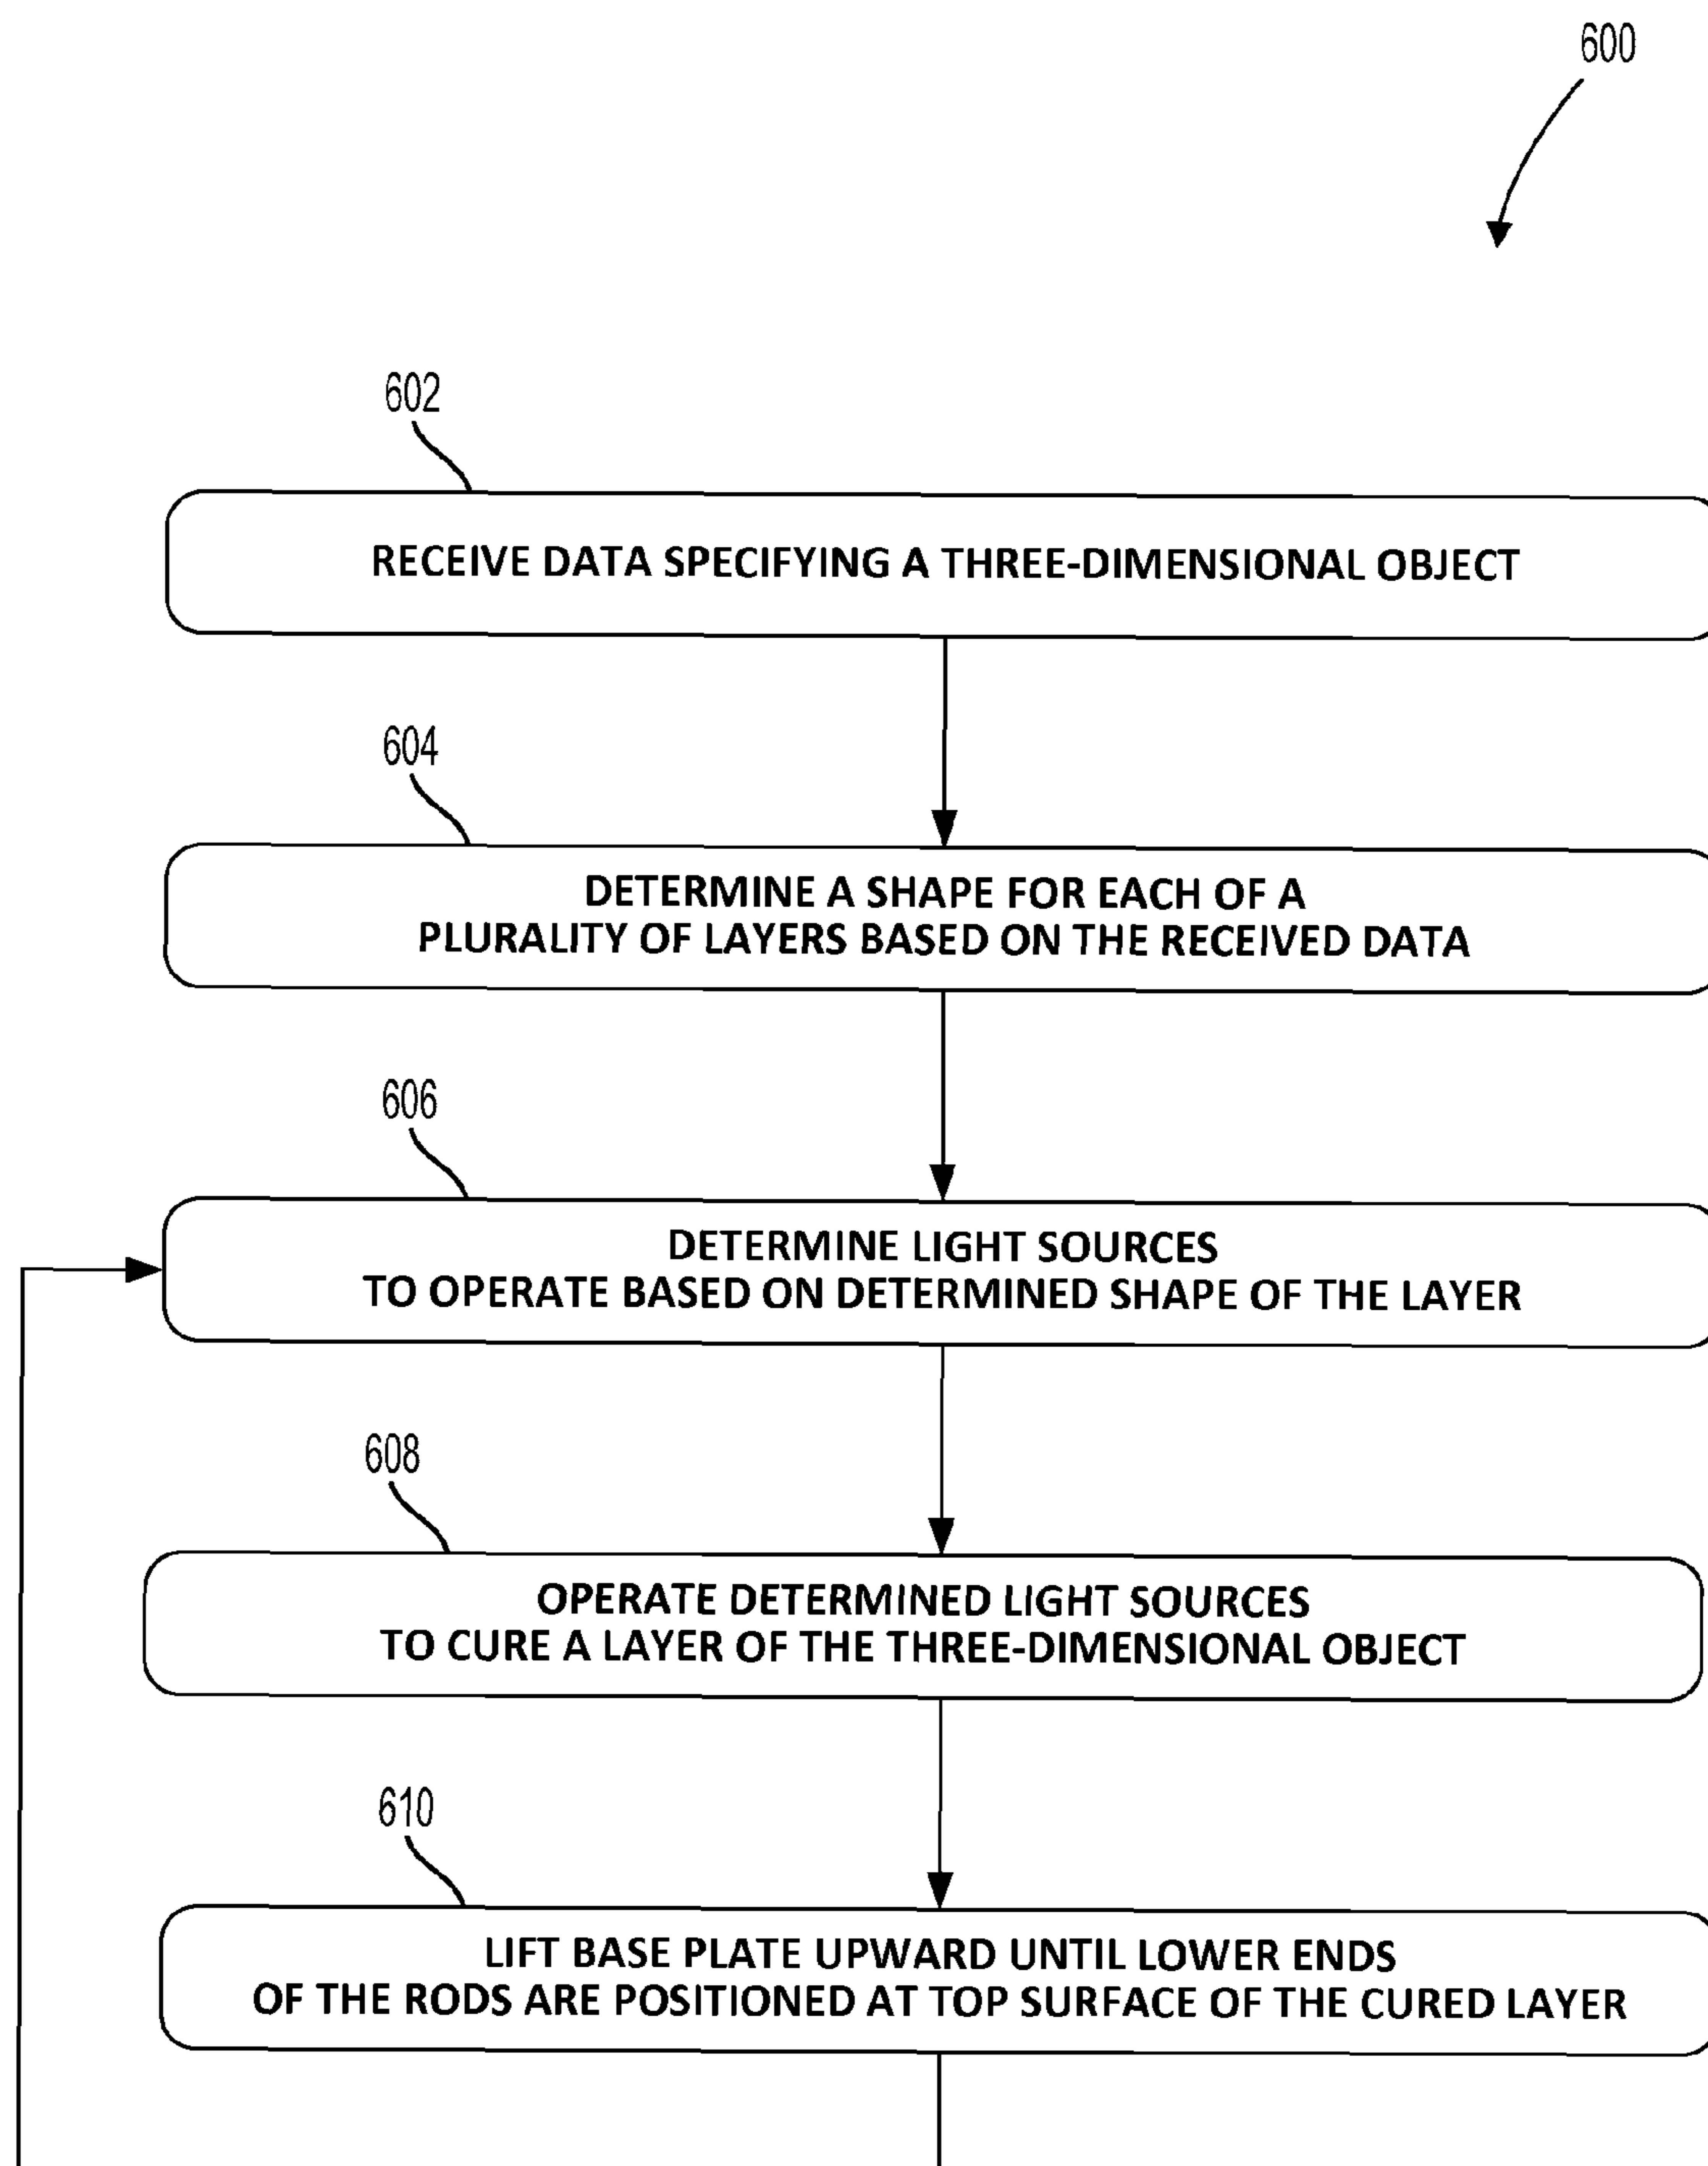 600
602
RECEIVE DATA SPECIFYING A THREE-DIMENSIONAL OBJECT
604
DETERMINE A SHAPE FOR EACH OF A
PLURALITY OF LAYERS BASED ON THE RECEIVED DATA
606
DETERMINE LIGHT SOURCES
TO OPERATE BASED ON DETERMINED SHAPE OF THE LAYER
608
OPERATE DETERMINED LIGHT SOURCES
TO CURE A LAYER OF THE THREE-DIMENSIONAL OBJECT
610
LIFT BASE PLATE UPWARD UNTIL LOWER ENDS
OF THE RODS ARE POSITIONED AT TOP SURFACE OF THE CURED LAYER